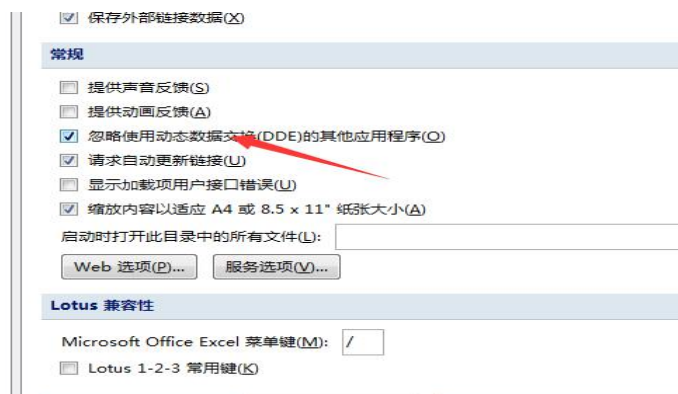 保存外部链接数据(X)
常规
提供声音反馈(S)
提供动画反馈(A)
忽略使用动态数据交换(DDE)的其他应用程序(O)
请求自动更新链接(U)
显示加载项用户接口错误(U)
缩放内容以适应 A4 或 8.5 x 11" 纸张大小(A)
启动时打开此目录中的所有文件(L):
Web 选项(P)... 服务选项(V)...
Lotus 兼容性
Microsoft Office Excel 菜单键(M): /
Lotus 1-2-3 常用键(K)